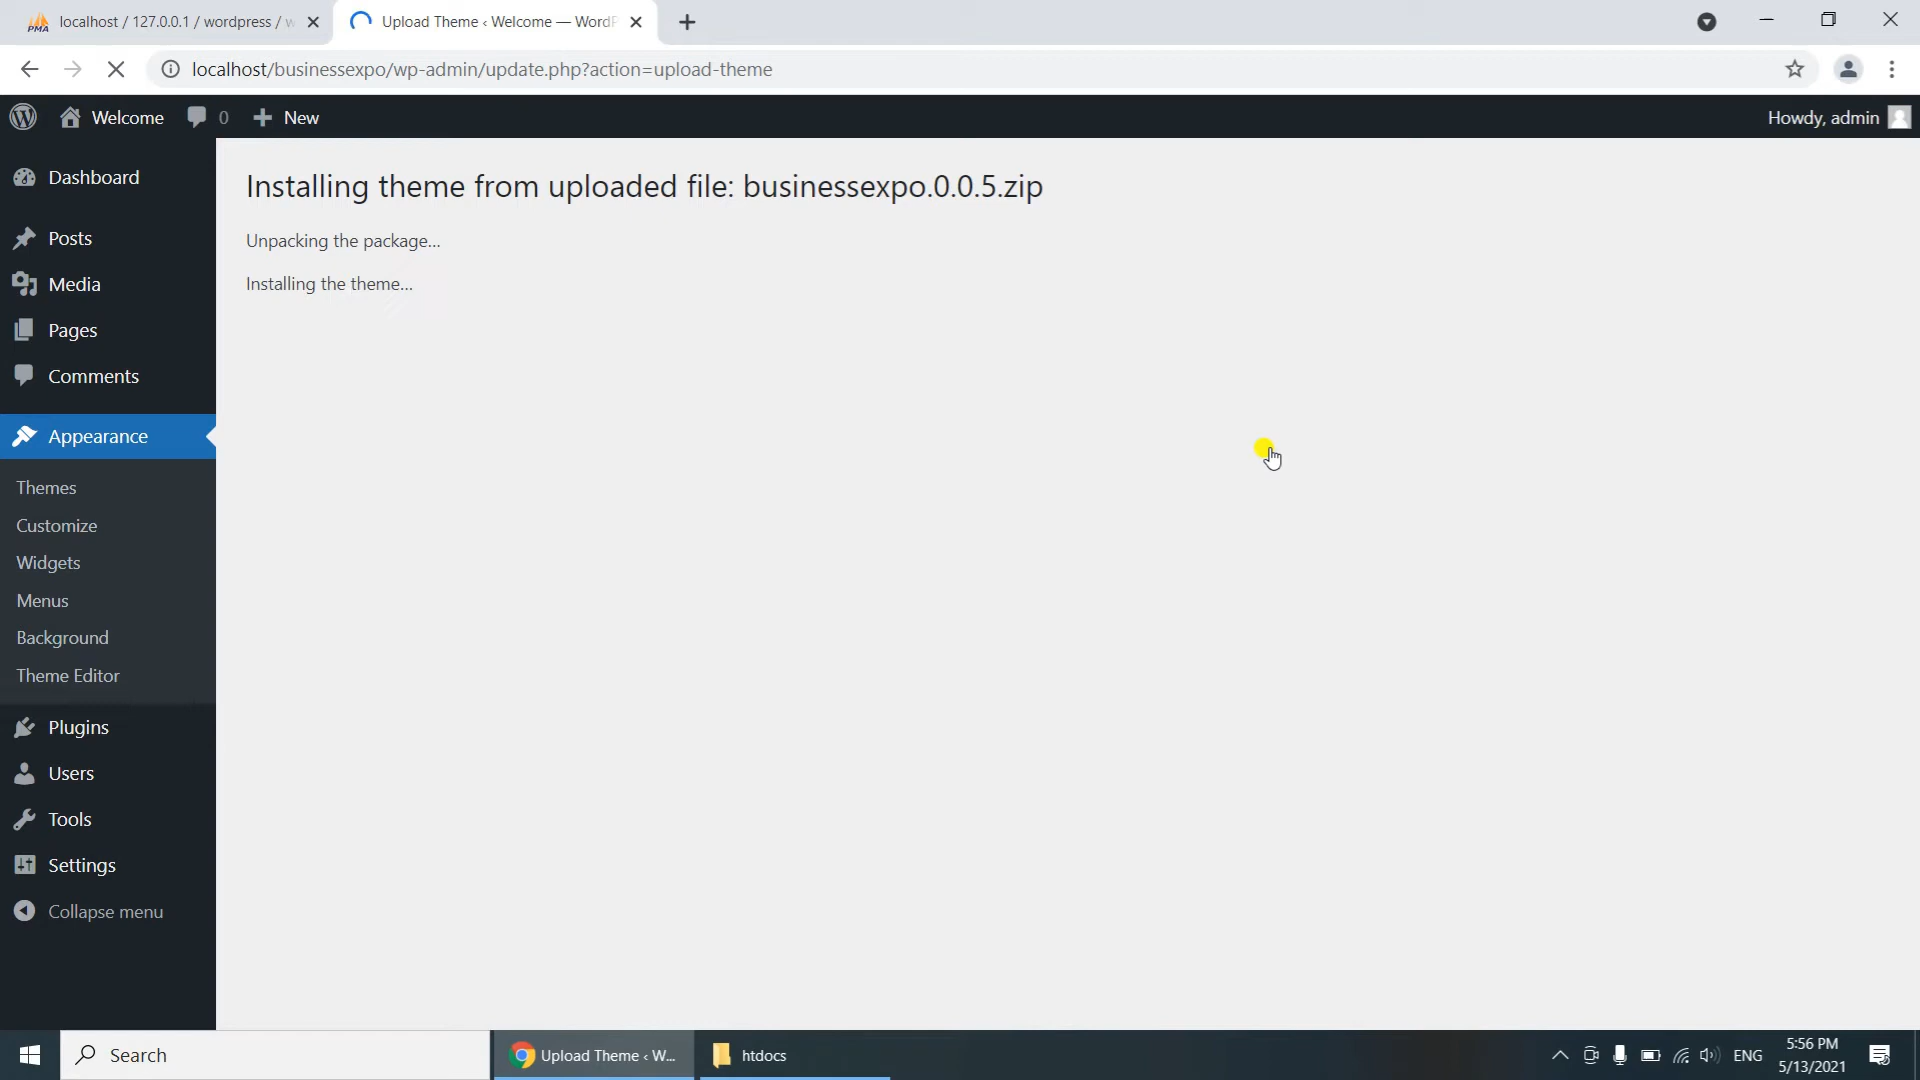 PMA
localhost / 127.0.0.1 / wordpress / w
Upload Theme ‹ Welcome — WordP
localhost/businessexpo/wp-admin/update.php?action=upload-theme
Welcome
0
New
Howdy, admin
Dashboard
Posts
Media
Pages
Comments
Appearance
Themes
Customize
Widgets
Menus
Background
Theme Editor
Plugins
Users
Tools
Settings
Collapse menu
Installing theme from uploaded file: businessexpo.0.0.5.zip
Unpacking the package…
Installing the theme…
Search
Upload Theme ‹ W...
htdocs
ENG
5:56 PM
5/13/2021